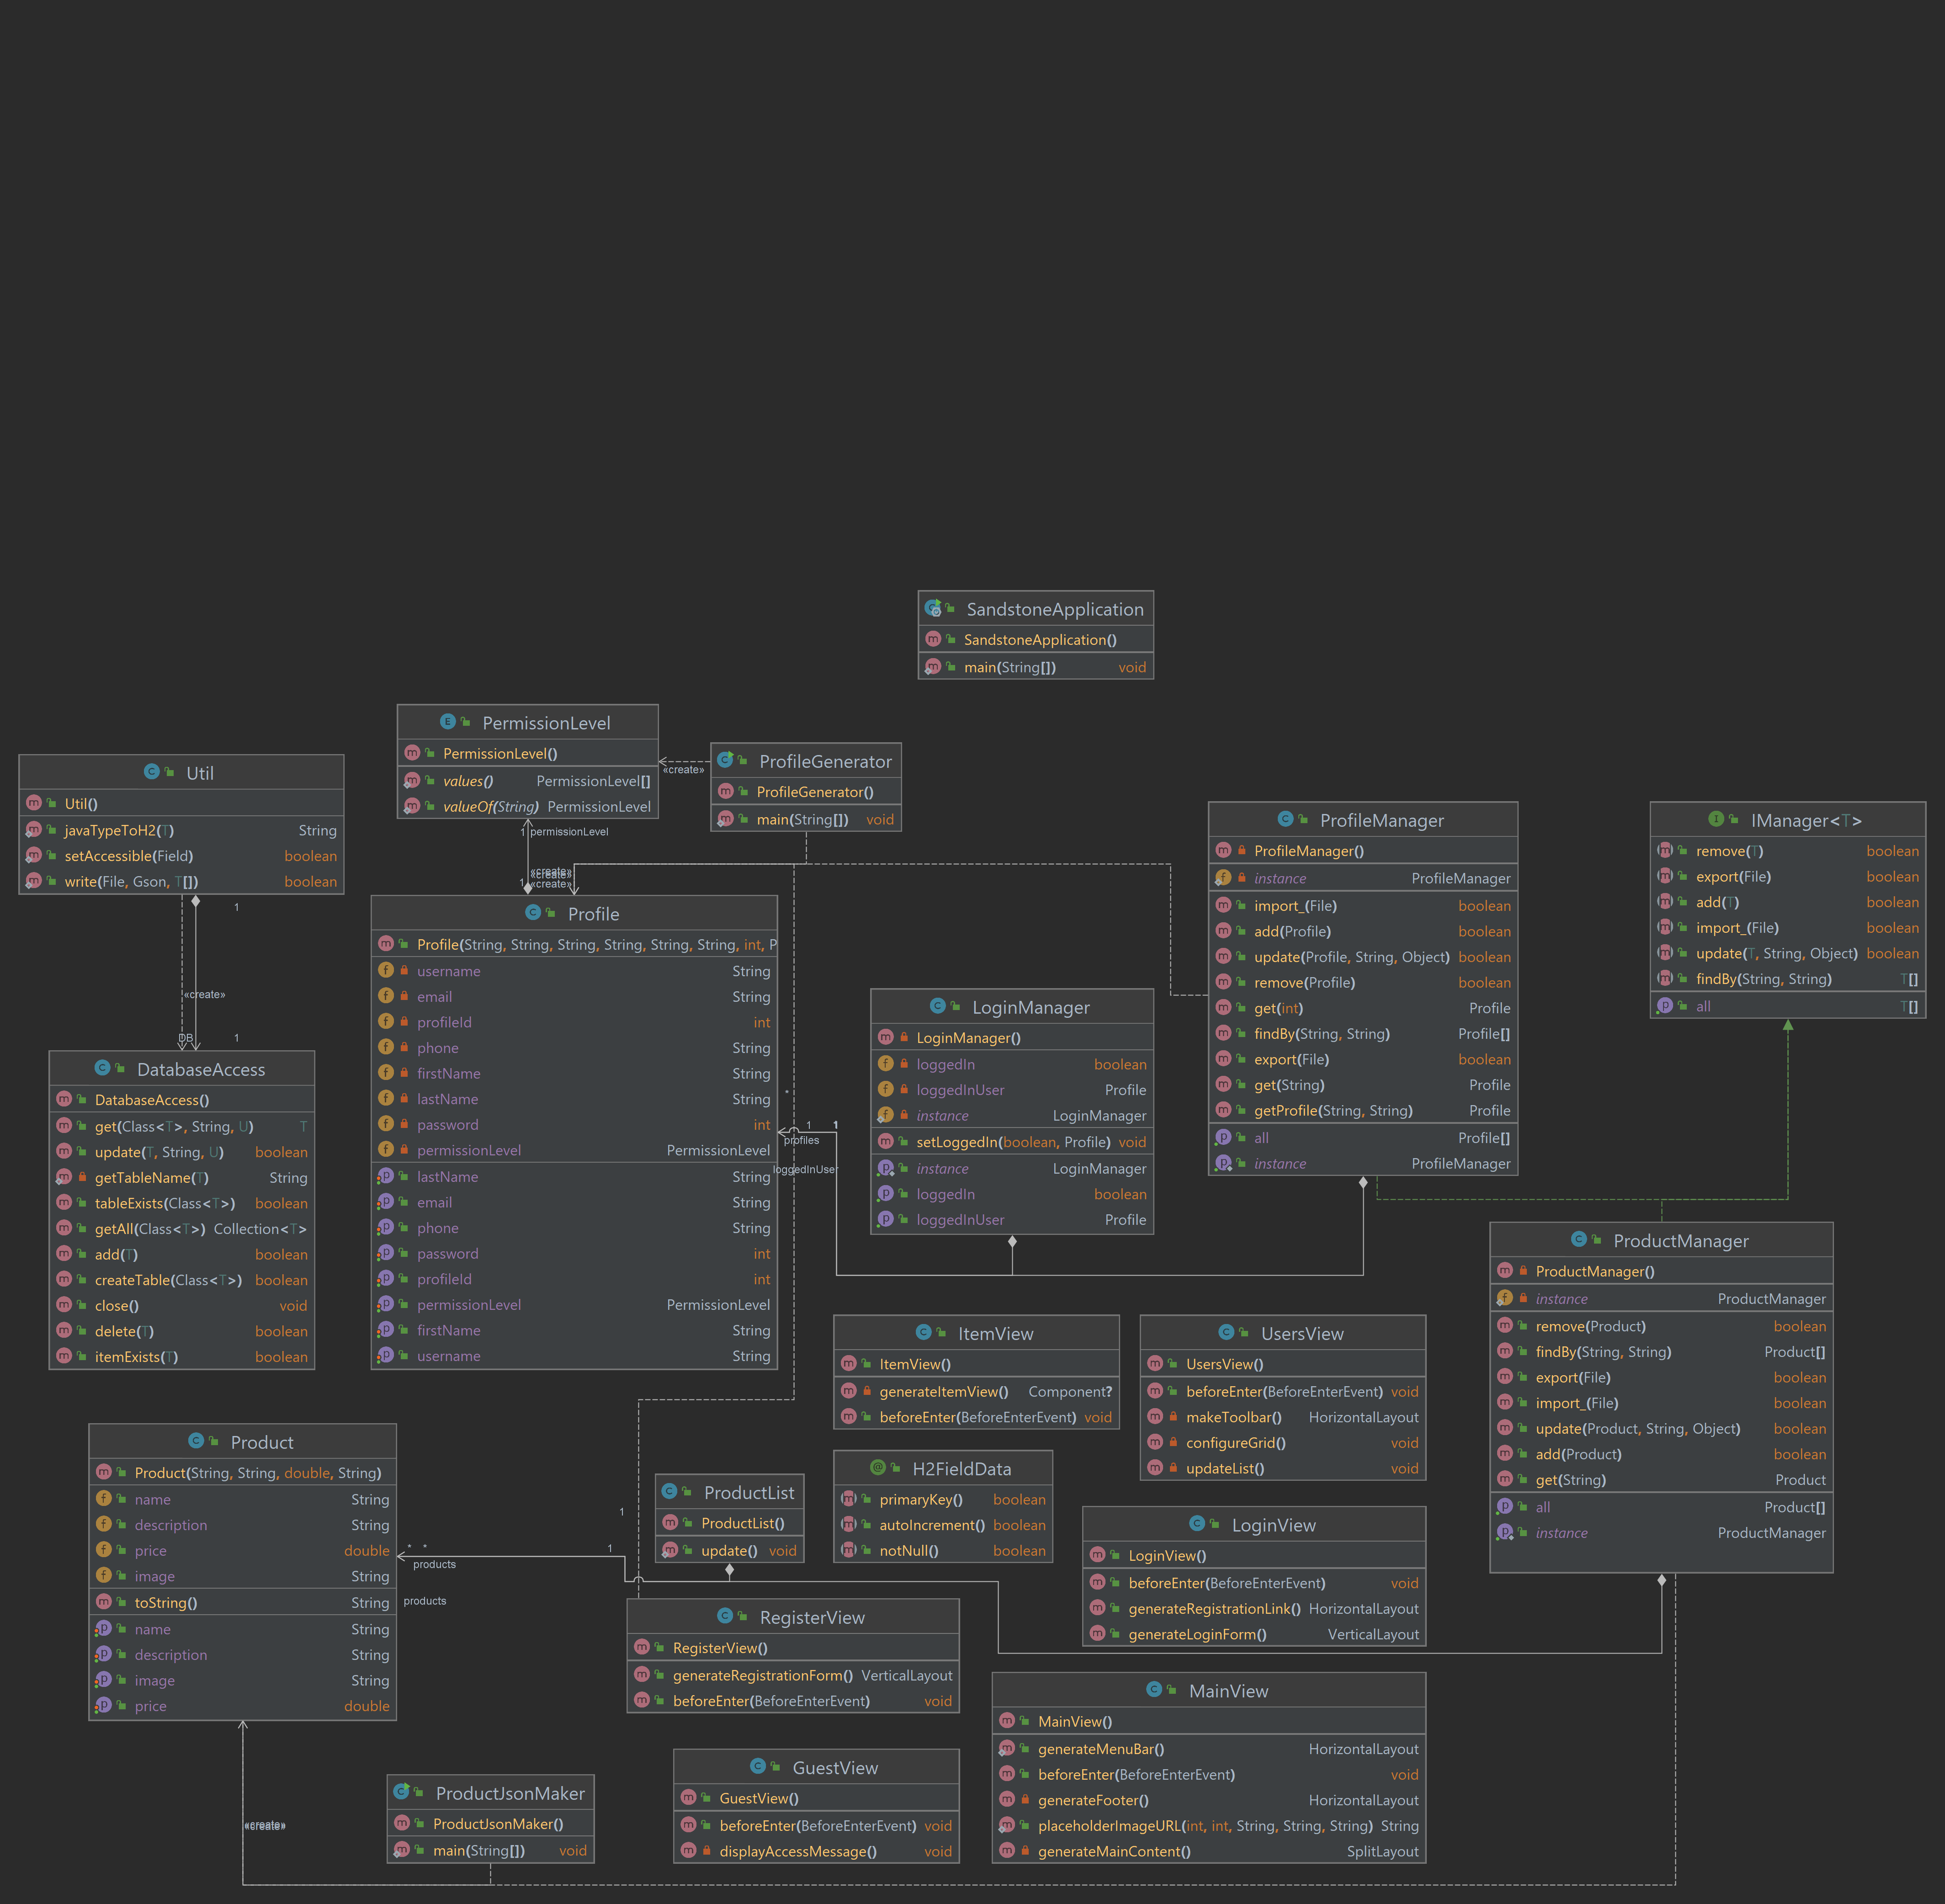 SandstoneApplication
SandstoneApplication()
main(String[]) void
PermissionLevel
PermissionLevel()
values() PermissionLevel[]
valueOf(String) PermissionLevel
ProfileGenerator
ProfileGenerator()
main(String[]) void
«create»
1 permissionLevel
«create»
«create»
1
Util
Util()
javaTypeToH2(T) String
setAccessible(Field) boolean
write(File, Gson, T[]) boolean
1
«create»
DB
1
DatabaseAccess
DatabaseAccess()
get(Class<T>, String, U) T
update(T, String, U) boolean
getTableName(T) String
tableExists(Class<T>) boolean
getAll(Class<T>) Collection<T>
add(T) boolean
createTable(Class<T>) boolean
close() void
delete(T) boolean
itemExists(T) boolean
Profile
Profile(String, String, String, String, String, String, int, P
username String
email String
profileId int
phone String
firstName String
lastName String
password int
permissionLevel PermissionLevel
lastName String
email String
phone String
password int
profileId int
permissionLevel PermissionLevel
firstName String
username String
*
1
1
profiles
loggedInUser
LoginManager
LoginManager()
loggedIn boolean
loggedInUser Profile
instance LoginManager
setLoggedIn(boolean, Profile) void
instance LoginManager
loggedIn boolean
loggedInUser Profile
ProfileManager
ProfileManager()
instance ProfileManager
import_(File) boolean
add(Profile) boolean
update(Profile, String, Object) boolean
remove(Profile) boolean
get(int) Profile
findBy(String, String) Profile[]
export(File) boolean
get(String) Profile
getProfile(String, String) Profile
all Profile[]
instance ProfileManager
IManager<T>
remove(T) boolean
export(File) boolean
add(T) boolean
import_(File) boolean
update(T, String, Object) boolean
findBy(String, String) T[]
all T[]
ProductManager
ProductManager()
instance ProductManager
remove(Product) boolean
findBy(String, String) Product[]
export(File) boolean
import_(File) boolean
update(Product, String, Object) boolean
add(Product) boolean
get(String) Product
all Product[]
instance ProductManager
ItemView
ItemView()
generateItemView() Component?
beforeEnter(BeforeEnterEvent) void
UsersView
UsersView()
beforeEnter(BeforeEnterEvent) void
makeToolbar() HorizontalLayout
configureGrid() void
updateList() void
Product
Product(String, String, double, String)
name String
description String
price double
image String
toString() String
name String
description String
image String
price double
* *
products
products
1
1
ProductList
ProductList()
update() void
H2FieldData
primaryKey() boolean
autoIncrement() boolean
notNull() boolean
LoginView
LoginView()
beforeEnter(BeforeEnterEvent) void
generateRegistrationLink() HorizontalLayout
generateLoginForm() VerticalLayout
RegisterView
RegisterView()
generateRegistrationForm() VerticalLayout
beforeEnter(BeforeEnterEvent) void
MainView
MainView()
generateMenuBar() HorizontalLayout
beforeEnter(BeforeEnterEvent) void
generateFooter() HorizontalLayout
placeholderImageURL(int, int, String, String, String) String
generateMainContent() SplitLayout
GuestView
GuestView()
beforeEnter(BeforeEnterEvent) void
displayAccessMessage() void
ProductJsonMaker
ProductJsonMaker()
main(String[]) void
«create»